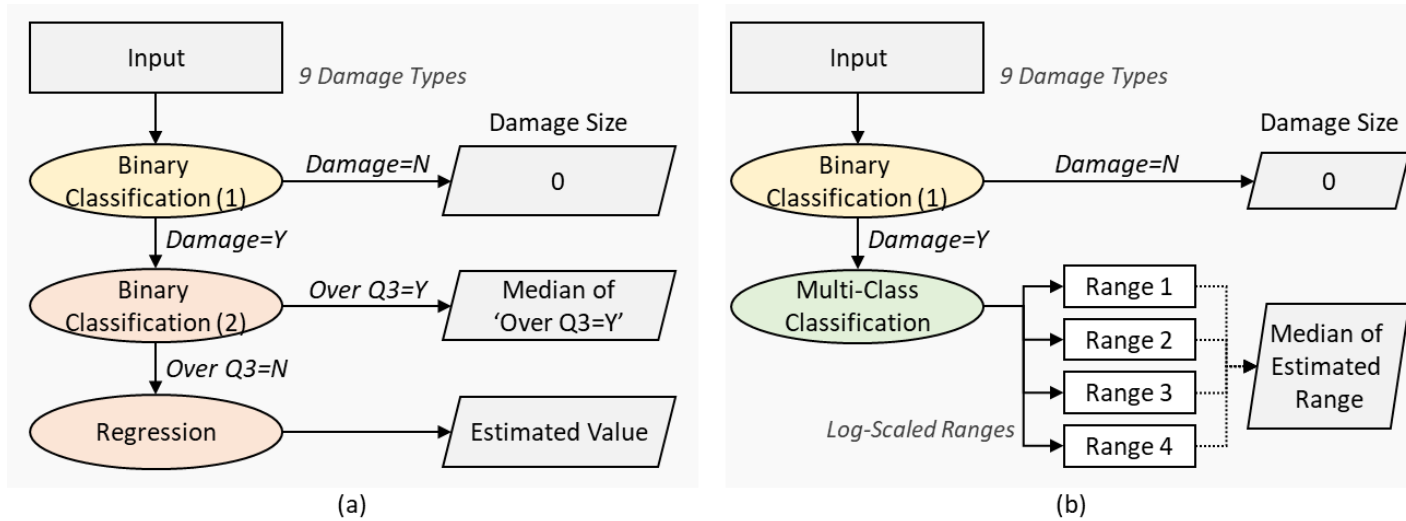 Input
9 Damage Types
Damage Size
Binary
Classification (1)
Damage=N
0
Damage=Y
Binary
Classification (2)
Over Q3=Y
Median of
‘Over Q3=Y’
Over Q3=N
Regression
Estimated Value
(a)
Input
9 Damage Types
Damage Size
Binary
Classification (1)
Damage=N
0
Damage=Y
Multi-Class
Classification
Range 1
Range 2
Range 3
Range 4
Log-Scaled Ranges
Median of
Estimated
Range
(b)